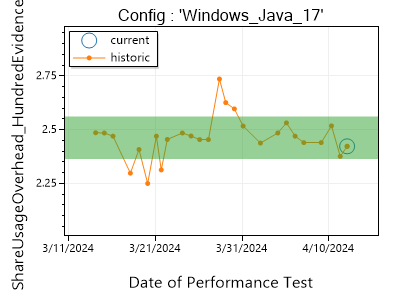 Config : 'Windows_Java_17'
current
historic
ShareUsageOverhead_HundredEvidence
2.75
2.5
2.25
3/11/2024
3/21/2024
3/31/2024
4/10/2024
Date of Performance Test